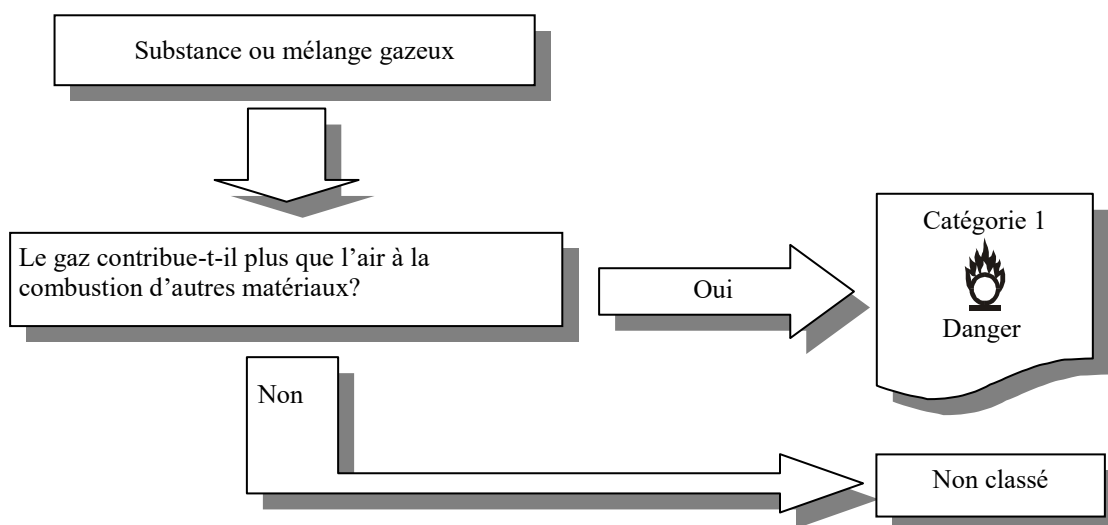 Substance ou mélange gazeux
Le gaz contribue-t-il plus que l’air à la
combustion d’autres matériaux?
Oui
Catégorie 1
Danger
Non
Non classé